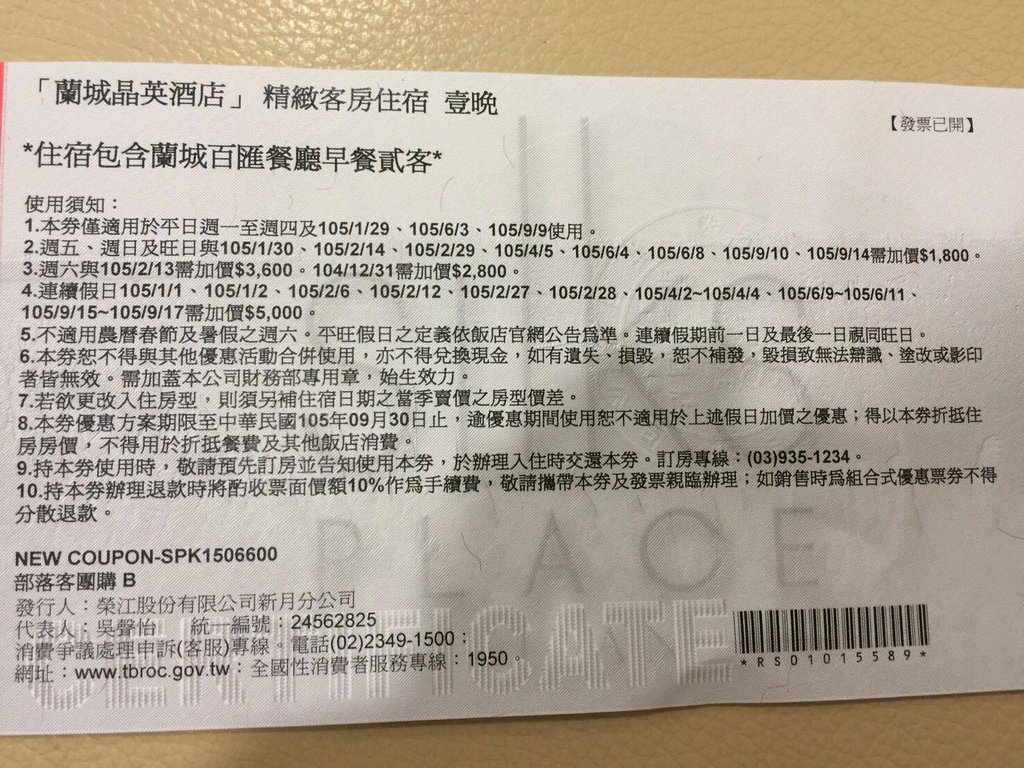 「蘭城晶英酒店」精緻客房住宿 壹晚
【發票已開】
*住宿包含蘭城百匯餐廳早餐貳客*
使用須知：
1.本券僅適用於平日週一至週四及105/1/29、105/6/3、105/9/9使用。
2.週五、週日及旺日與105/1/30、105/2/14、105/2/29、105/4/5、105/6/4、105/6/8、105/9/10、105/9/14需加價$1,800。
3.週六與105/2/13需加價$3,600。104/12/31需加價$2,800。
4.連續假日105/1/1、105/1/2、105/2/6、105/2/12、105/2/27、105/2/28、105/4/2~105/4/4、105/6/9~105/6/11、
105/9/15~105/9/17需加價$5,000。
5.不適用農曆春節及暑假之週六。平旺假日之定義依飯店官網公告為準。連續假期前一日及最後一日視同旺日。
6.本券恕不得與其他優惠活動合併使用，亦不得兌換現金，如有遺失、損毀，恕不補發，毀損致無法辯識、塗改或影印
者皆無效。需加蓋本公司財務部專用章，始生效力。
7.若欲更改入住房型，則須另補住宿日期之當季賣價之房型價差。
8.本券優惠方案期限至中華民國105年09月30日止，逾優惠期間使用恕不適用於上述假日加價之優惠；得以本券折抵住
房房價，不得用於折抵餐費及其他飯店消費。
9.持本券使用時，敬請預先訂房並告知使用本券，於辦理入住時交還本券。訂房專線：(03)935-1234。
10.持本券辦理退款時將酌收票面價額10%作為手續費，敬請攜帶本券及發票親臨辦理；如銷售時為組合式優惠票券不得
分散退款。
NEW COUPON-SPK1506600
部落客團購 B
發行人：榮江股份有限公司新月分公司
代表人：吳聲怡 統一編號：24562825
消費爭議處理申訴(客服)專線。電話(02)2349-1500；
網址：www.tbroc.gov.tw：全國性消費者服務專線：1950。
*RS01015589*
PLACE
CERTIFICATE